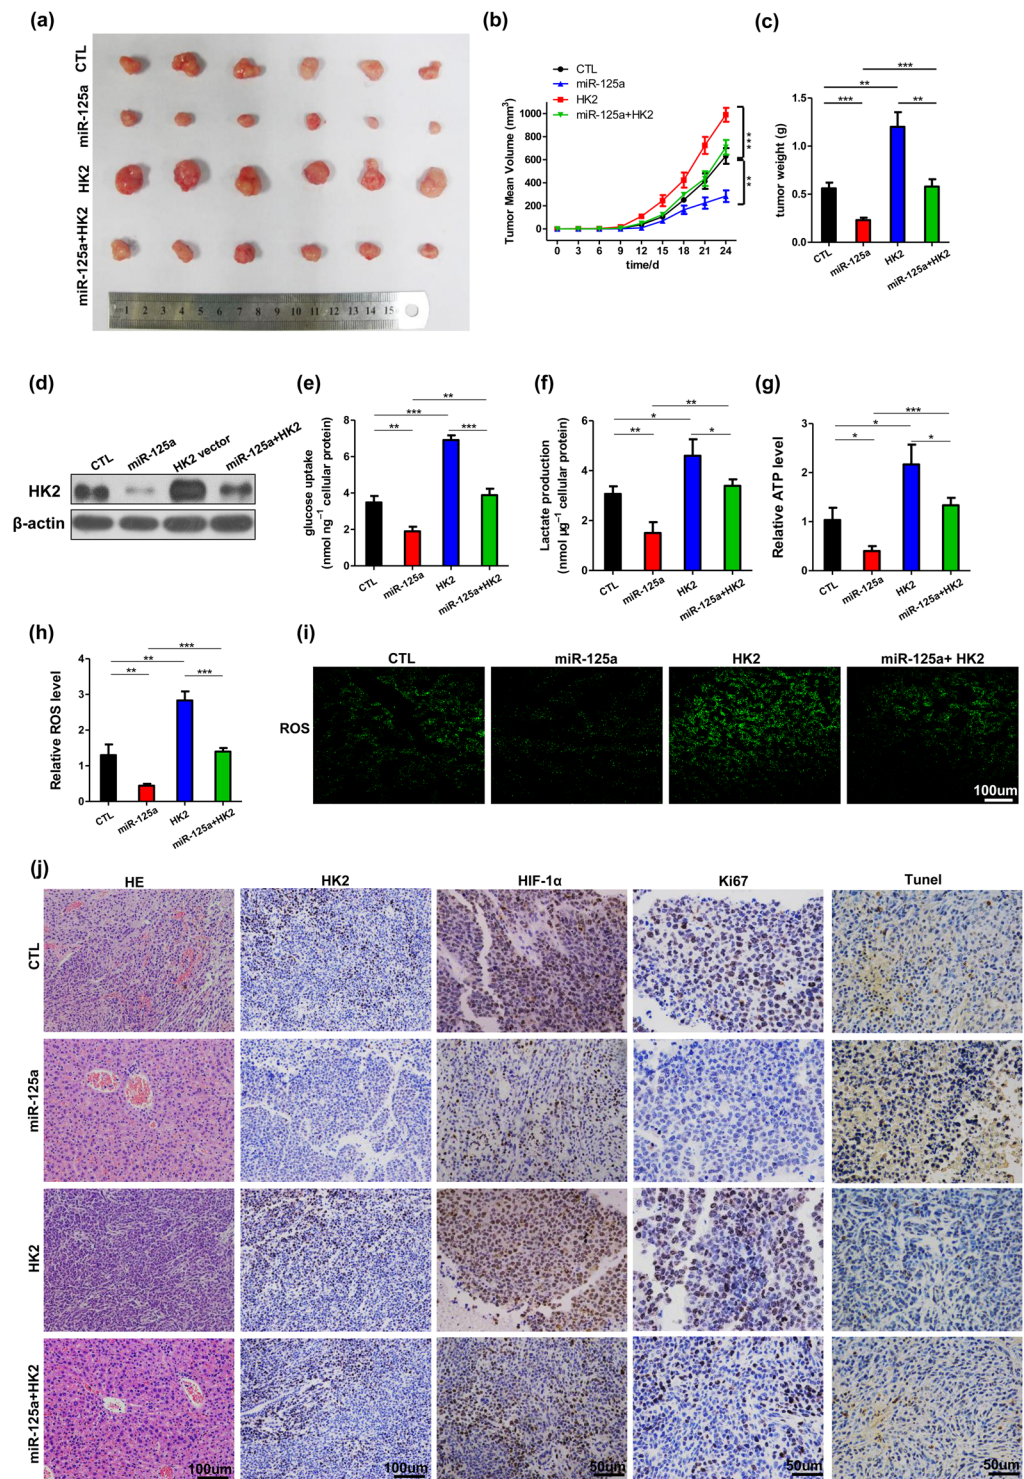 (a)
CTL
miR-125a
HK2
miR-125a+HK2
1 2 3 4 5 6 7 8 9 10 11 12 13 14 15
(b)
CTL
miR-125a
HK2
miR-125a+HK2
Tumor Mean Volume (mm³)
1000
800
600
400
200
0
0 3 6 9 12 15 18 21 24
time/d
***
**
(c)
***
**
*** **
tumor weight (g)
1.5
1.0
0.5
0.0
CTL miR-125a HK2 miR-125a+HK2
(d)
CTL miR-125a HK2 vector miR-125a+HK2
HK2
β-actin
(e)
**
***
** ***
glucose uptake
(nmol ng⁻¹ cellular protein)
8
6
4
2
0
CTL miR-125a HK2 miR-125a+HK2
(f)
**
*
** *
Lactate production
(nmol µg⁻¹ cellular protein)
6
4
2
0
CTL miR-125a HK2 miR-125a+HK2
(g)
***
*
* *
Relative ATP level
3
2
1
0
CTL miR-125a HK2 miR-125a+HK2
(h)
***
**
** ***
Relative ROS level
4
3
2
1
0
CTL miR-125a HK2 miR-125a+HK2
(i)
CTL miR-125a HK2 miR-125a+ HK2
ROS
100um
(j)
HE HK2 HIF-1α Ki67 Tunel
CTL
miR-125a
HK2
miR-125a+HK2
100um 100um 50um 50um 50um